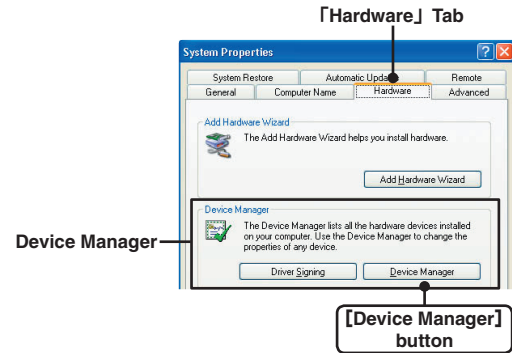 「Hardware」 Tab
System Properties
System Restore
Automatic Upda
Remote
General
Computer Name
Hardware
Advanced
Add Hardware Wizard
The Add Hardware Wizard helps you install hardware.
Add Hardware Wizard
Device Manager
Device Manager
The Device Manager lists all the hardware devices installed
on your computer. Use the Device Manager to change the
properties of any device.
Driver Signing
Device Manager
[Device Manager]
button